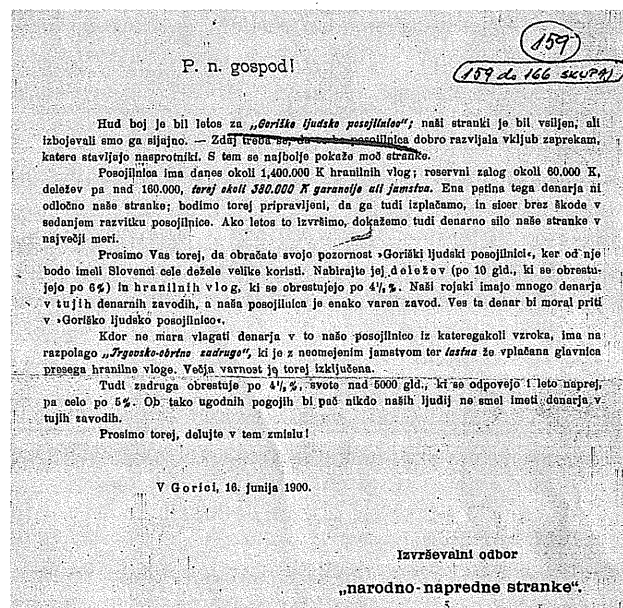 159
(159 do 166 SKUPAJ)
P. n. gospod!
Hud boj je bil letos za „Goriško ljudsko posojilnico“; naši stranki je bil vsiljen, ali
izbojevali smo ga sijajno. — Zdaj treba se, da posojilnica dobro razvijala vkljub zaprekam,
katere stavljajo nasprotniki. S tem se najbolje pokaže moč stranke.
Posojilnica ima danes okoli 1,400.000 K hranilnih vlog; reservni zalog okoli 60.000 K,
deležev pa nad 160.000, torej okoli 380.000 K garancije ali jamstva. Ena petina tega denarja ni
odločno naše stranke; bodimo torej pripravljeni, da ga tudi izplačamo, in sicer brez škode v
sedanjem razvitku posojilnice. Ako letos to izvršimo, dokažemo tudi denarno silo naše stranke v
največji meri.
Prosimo Vas torej, da obračate svojo pozornost »Goriški ljudski posojilnici«, ker od nje
bodo imeli Slovenci cele dežele velike koristi. Nabirajte jej deležev (po 10 gld., ki se obrestu-
jejo po 6%) in hranilnih vlog, ki se obrestujejo po 4½%. Naši rojaki imajo mnogo denarja
v tujih denarnih zavodih, a naša posojilnica je enako varen zavod. Ves ta denar bi moral priti
v »Goriško ljudsko posojilnico«.
Kdor ne mara vlagati denarja v to našo posojilnico iz kateregakoli vzroka, ima na
razpolago „Trgovsko-obrtno zadrugo“, ki je z neomejenim jamstvom ter lastna že vplačana glavnica
presega hranilne vloge. Večja varnost je torej izključena.
Tudi zadruga obrestuje po 4½%, svote nad 5000 gld., ki se odpovejo 1 leto naprej,
pa celo po 5%. Ob tako ugodnih pogojih bi pač nikdo naših ljudij ne smel imeti denarja v
tujih zavodih.
Prosimo torej, delujte v tem zmislu!
V Gorici, 16. junija 1900.
Izvrševalni odbor
„narodno-napredne stranke“.